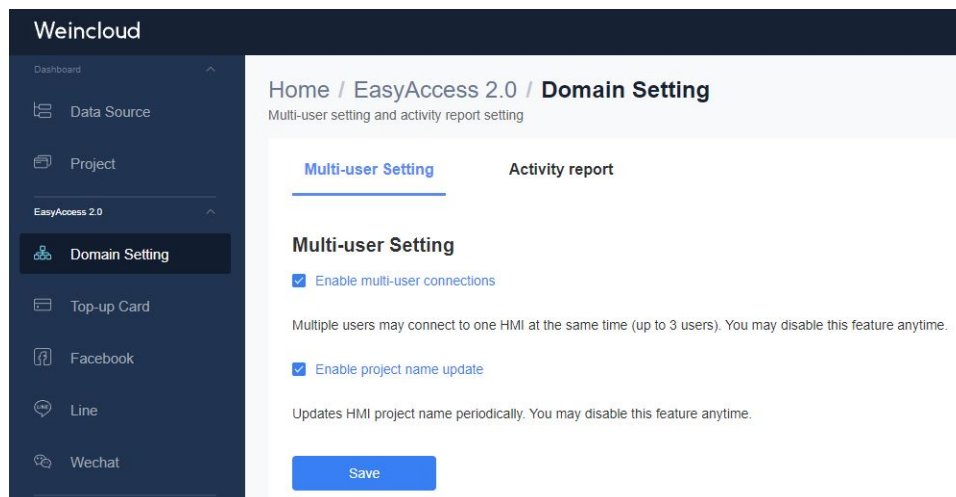 Weincloud
Dashboard
Data Source
Project
EasyAccess 2.0
Domain Setting
Top-up Card
Facebook
LINE
Line
Wechat
Home / EasyAccess 2.0 / Domain Setting
Multi-user setting and activity report setting
Multi-user Setting
Activity report
Multi-user Setting
Enable multi-user connections
Multiple users may connect to one HMI at the same time (up to 3 users). You may disable this feature anytime.
Enable project name update
Updates HMI project name periodically. You may disable this feature anytime.
Save